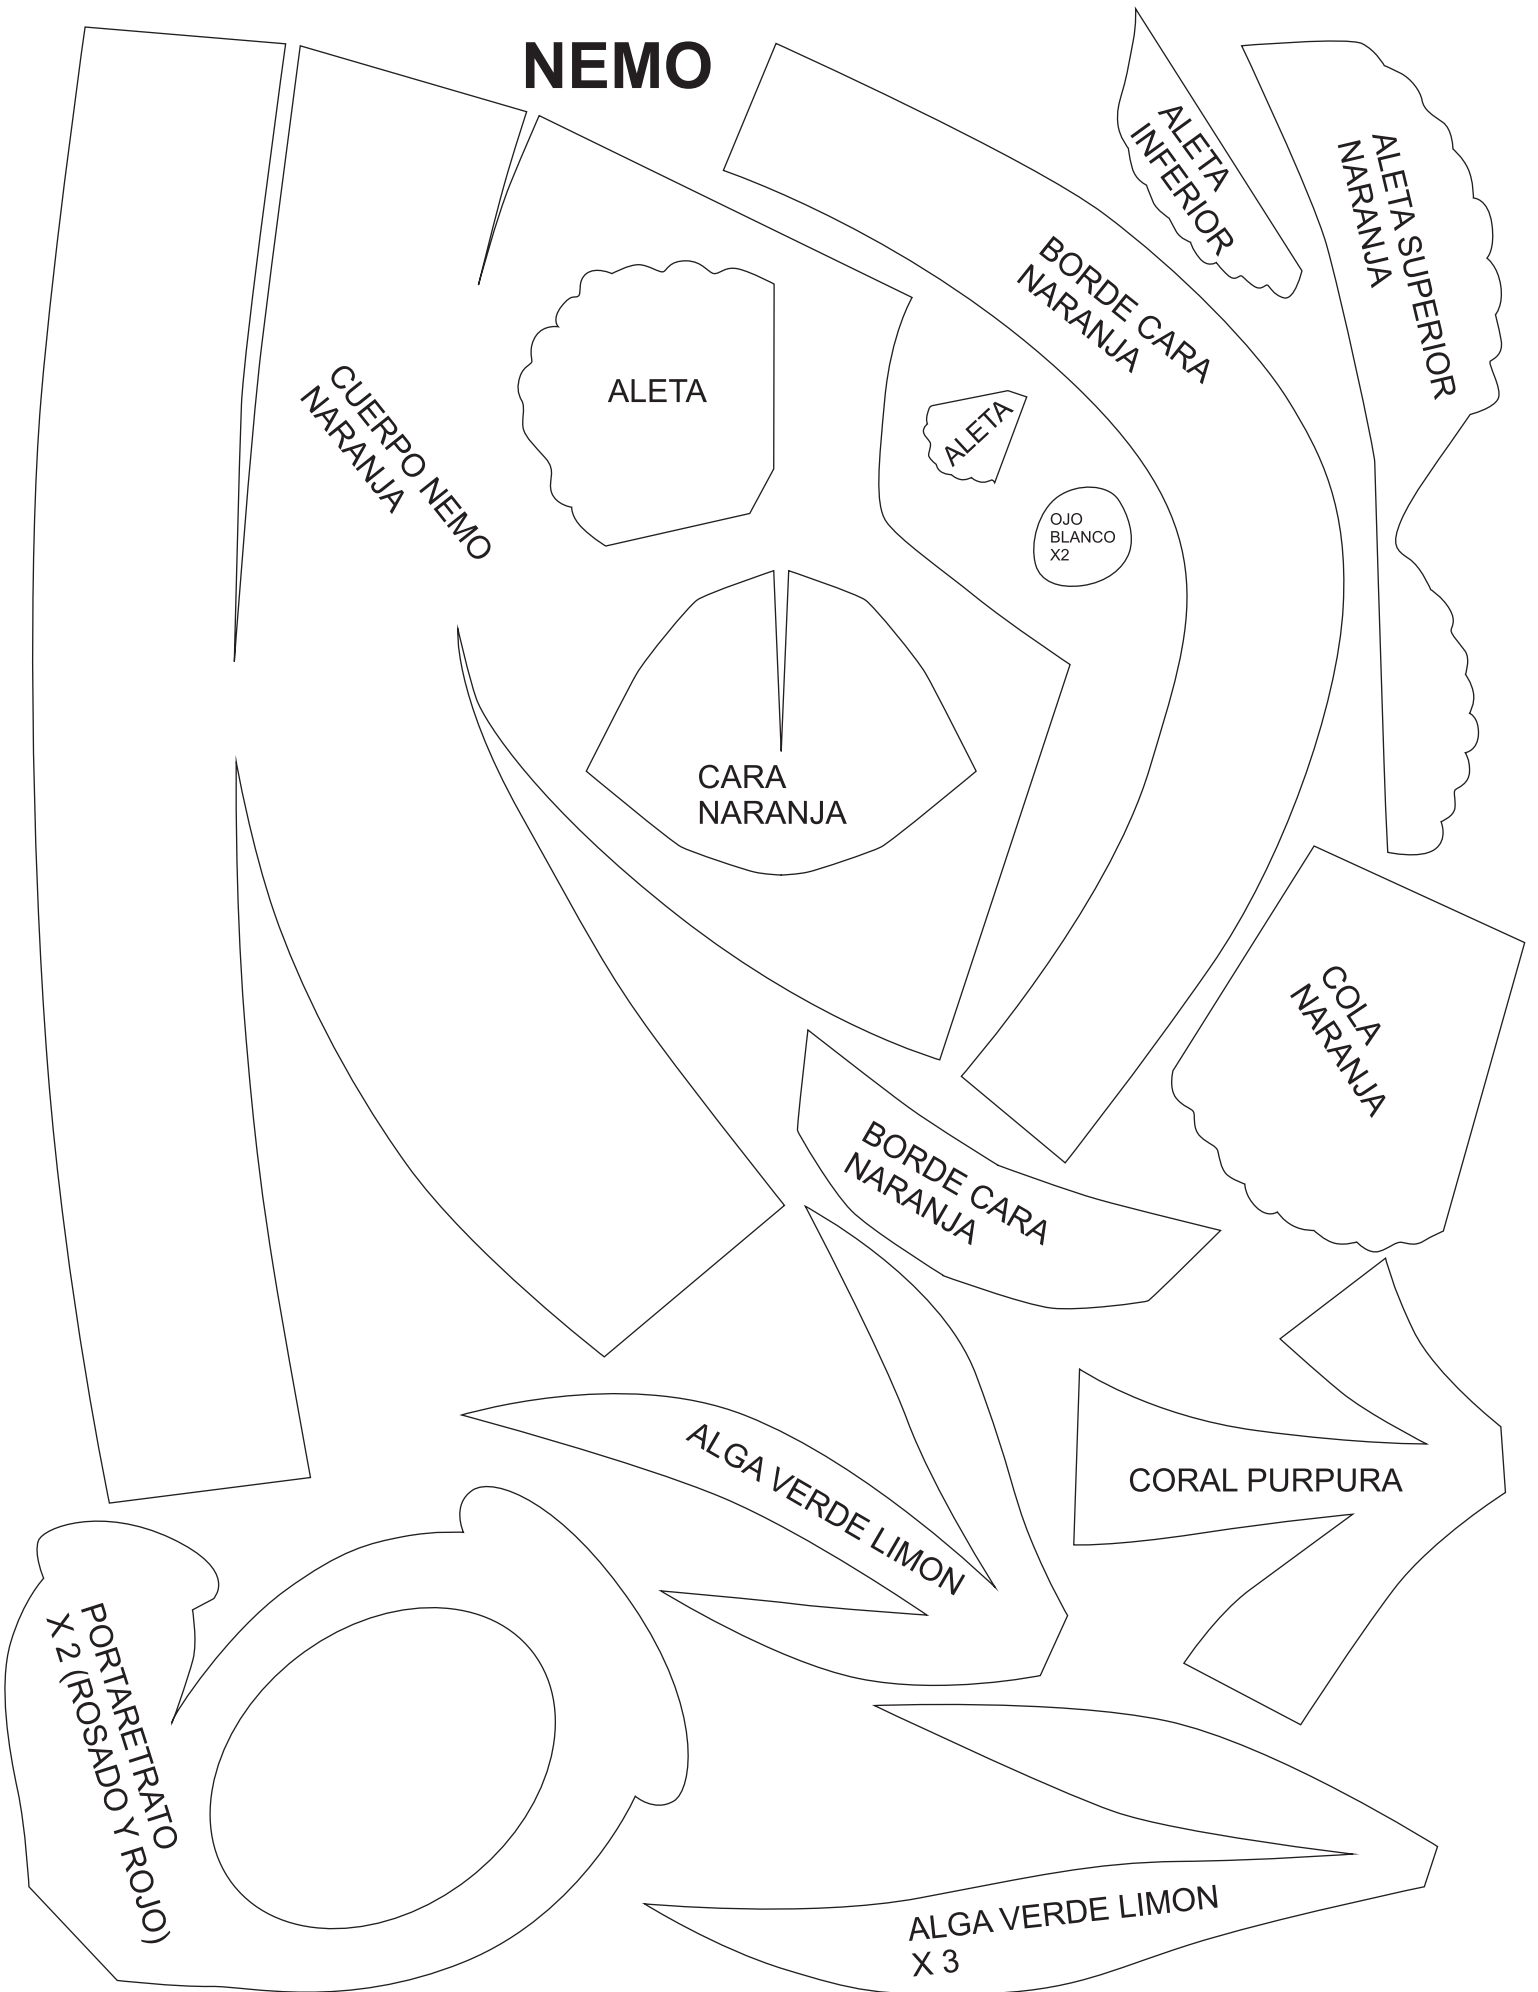 NEMO
ALETA
INFERIOR
ALETA SUPERIOR
NARANJA
BORDE CARA
NARANJA
CUERPO NEMO
NARANJA
ALETA
ALETA
OJO
BLANCO
X2
CARA
NARANJA
COLA
NARANJA
BORDE CARA
NARANJA
ALGA VERDE LIMON
CORAL PURPURA
PORTARETRATO
X 2 (ROSADO Y ROJO)
ALGA VERDE LIMON
X 3